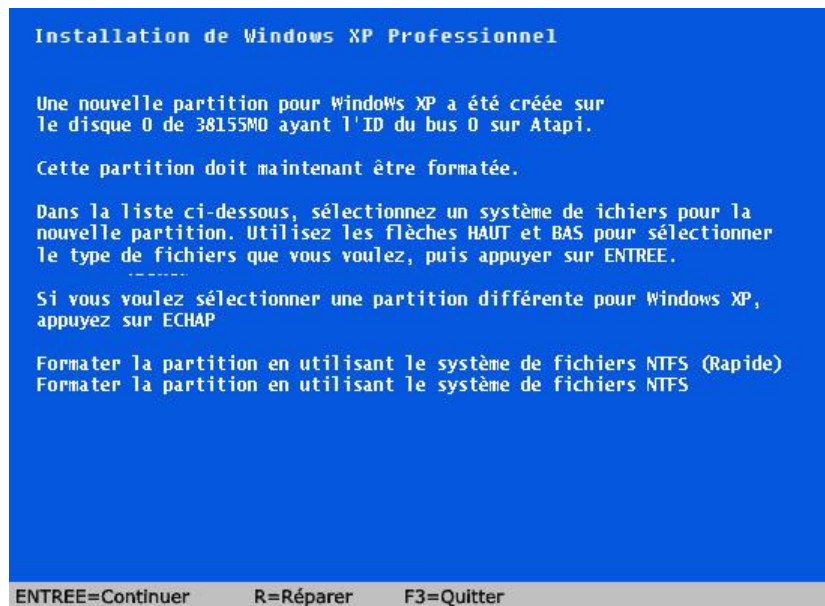 Installation de Windows XP Professionnel
Une nouvelle partition pour WindoWs XP a été créée sur
le disque 0 de 38155MO ayant l'ID du bus 0 sur Atapi.
Cette partition doit maintenant être formatée.
Dans la liste ci-dessous, sélectionnez un système de ichiers pour la
nouvelle partition. Utilisez les flèches HAUT et BAS pour sélectionner
le type de fichiers que vous voulez, puis appuyer sur ENTREE.
Si vous voulez sélectionner une partition différente pour Windows XP,
appuyez sur ECHAP
Formater la partition en utilisant le système de fichiers NTFS (Rapide)
Formater la partition en utilisant le système de fichiers NTFS
ENTREE=Continuer R=Réparer F3=Quitter